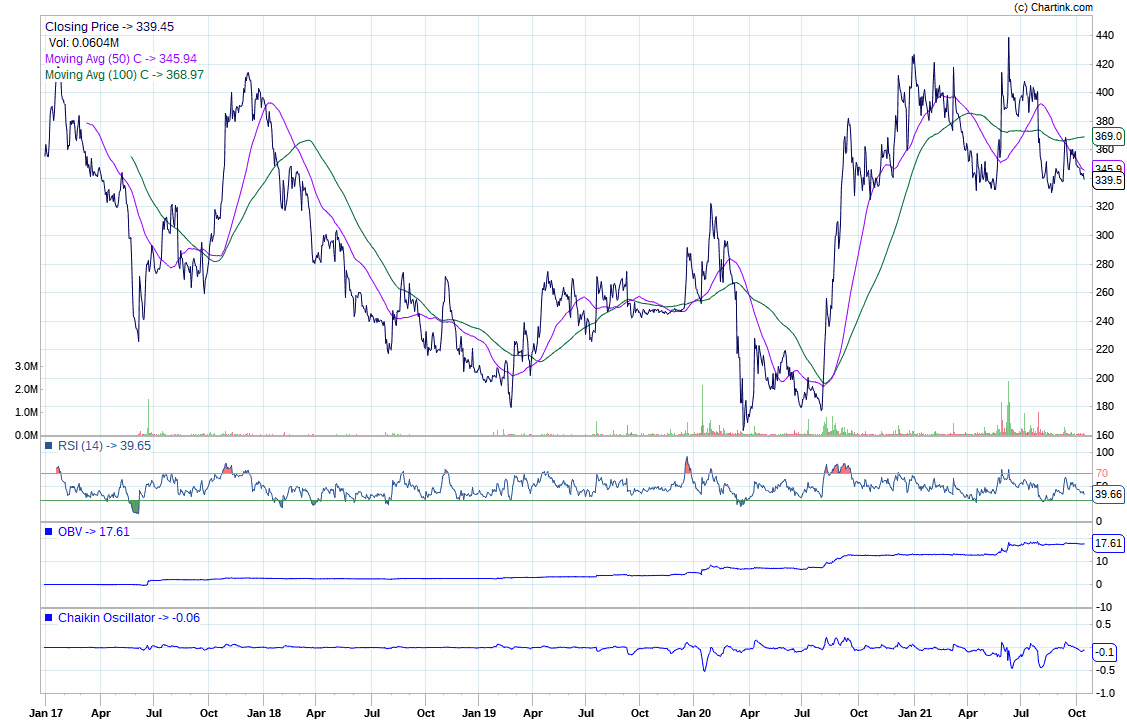 (c) Chartink.com
Closing Price -> 339.45
Vol: 0.0604M
Moving Avg (50) C -> 345.94
Moving Avg (100) C -> 368.97
440
420
400
380
369.0
360
345.9
339.5
320
300
280
260
240
220
200
180
160
3.0M
2.0M
1.0M
0.0M
RSI (14) -> 39.65
100
70
50
39.66
0
OBV -> 17.61
17.61
10
0
-10
Chaikin Oscillator -> -0.06
0.5
-0.1
-0.5
-1.0
Jan 17 Apr Jul Oct Jan 18 Apr Jul Oct Jan 19 Apr Jul Oct Jan 20 Apr Jul Oct Jan 21 Apr Jul Oct